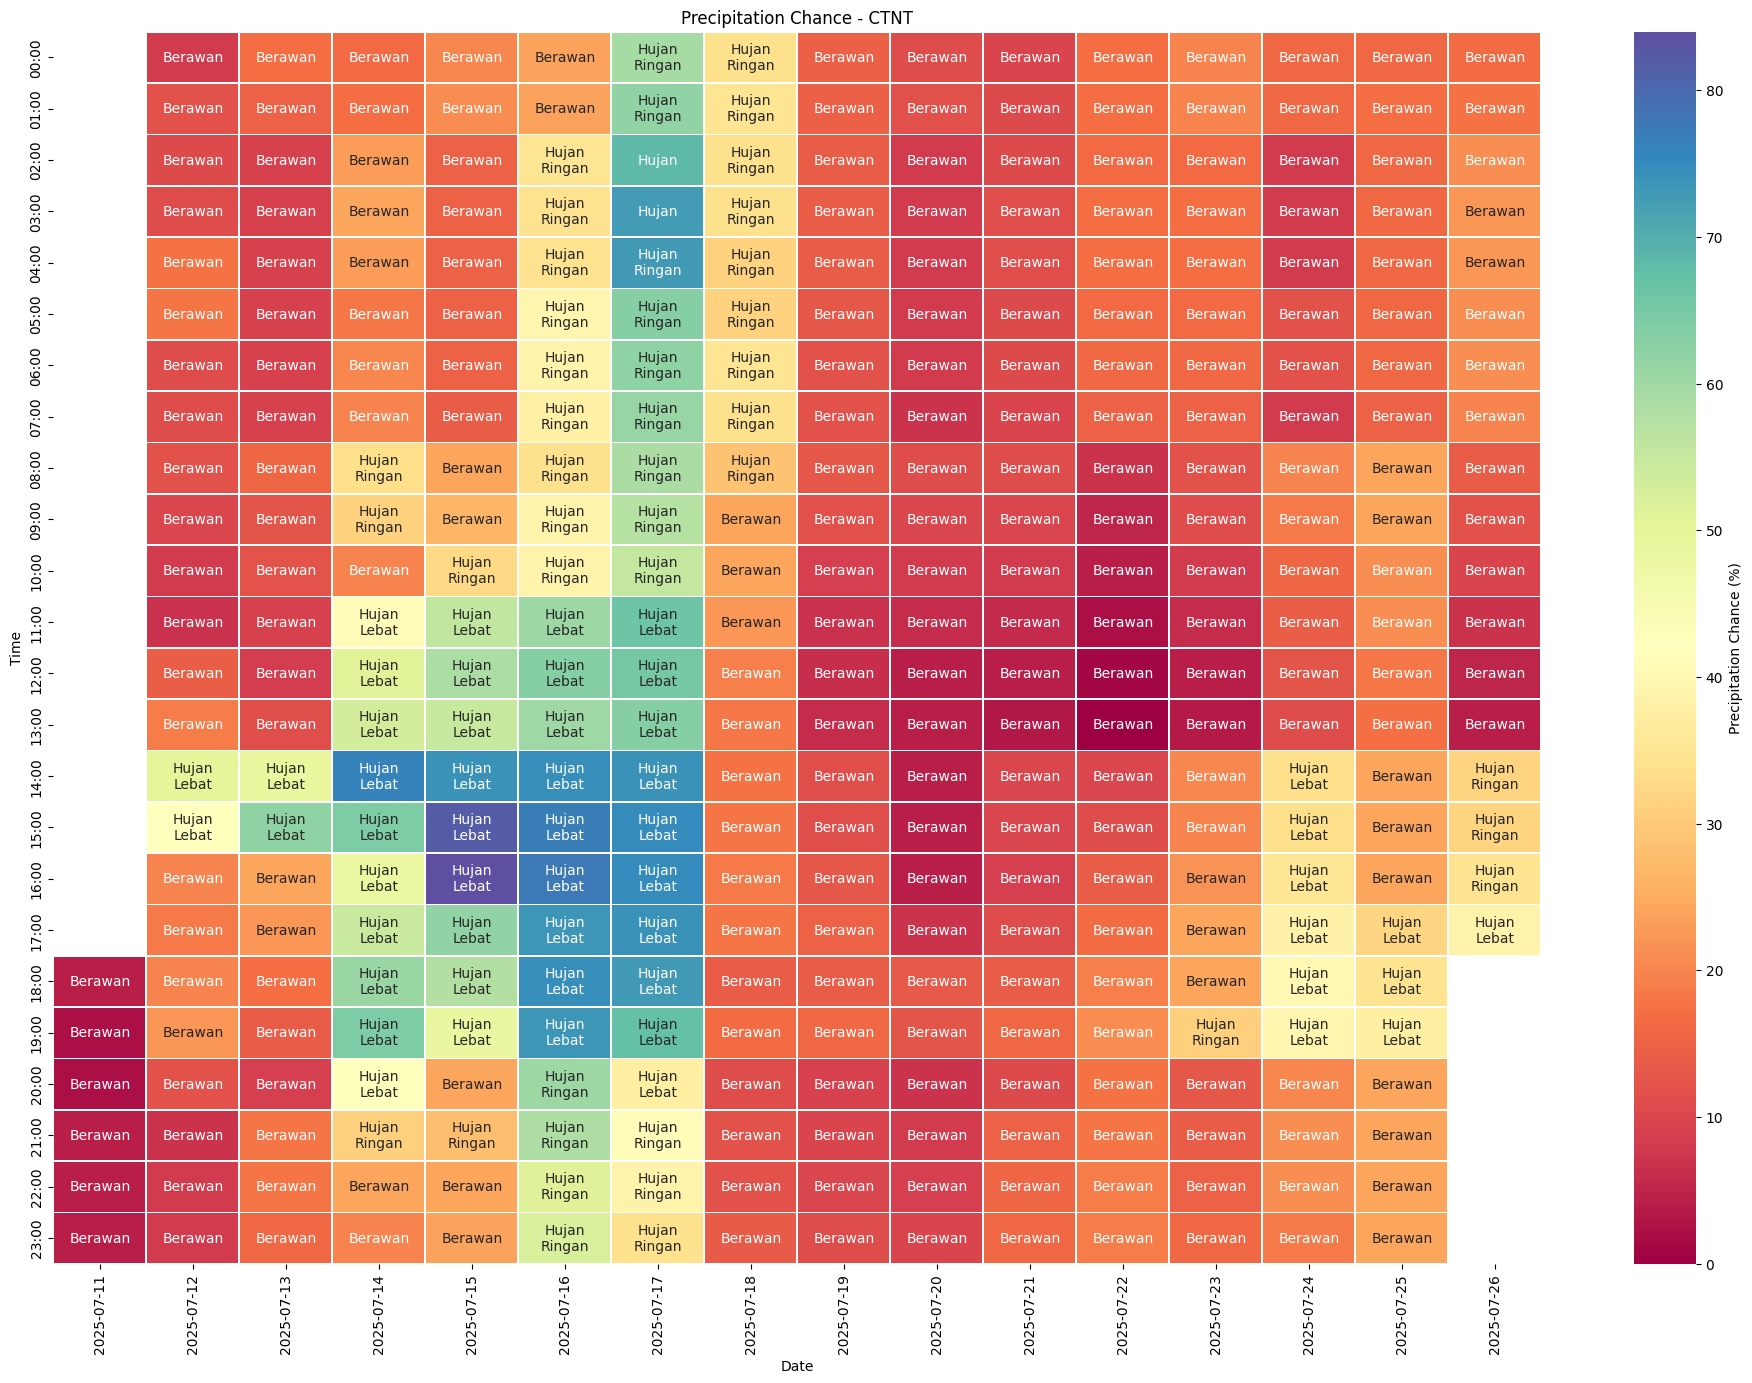 Precipitation Chance - CTNT
00:00 Berawan Berawan Berawan Berawan Berawan Hujan Ringan Hujan Ringan Berawan Berawan Berawan Berawan Berawan Berawan Berawan Berawan
01:00 Berawan Berawan Berawan Berawan Berawan Hujan Ringan Hujan Ringan Berawan Berawan Berawan Berawan Berawan Berawan Berawan Berawan
02:00 Berawan Berawan Berawan Berawan Hujan Ringan Hujan Hujan Ringan Berawan Berawan Berawan Berawan Berawan Berawan Berawan Berawan
03:00 Berawan Berawan Berawan Berawan Hujan Ringan Hujan Hujan Ringan Berawan Berawan Berawan Berawan Berawan Berawan Berawan Berawan
04:00 Berawan Berawan Berawan Berawan Hujan Ringan Hujan Ringan Hujan Ringan Berawan Berawan Berawan Berawan Berawan Berawan Berawan Berawan
05:00 Berawan Berawan Berawan Berawan Hujan Ringan Hujan Ringan Hujan Ringan Berawan Berawan Berawan Berawan Berawan Berawan Berawan Berawan
06:00 Berawan Berawan Berawan Berawan Hujan Ringan Hujan Ringan Hujan Ringan Berawan Berawan Berawan Berawan Berawan Berawan Berawan Berawan
07:00 Berawan Berawan Berawan Berawan Hujan Ringan Hujan Ringan Hujan Ringan Berawan Berawan Berawan Berawan Berawan Berawan Berawan Berawan
08:00 Berawan Berawan Hujan Ringan Berawan Hujan Ringan Hujan Ringan Hujan Ringan Berawan Berawan Berawan Berawan Berawan Berawan Berawan Berawan
09:00 Berawan Berawan Hujan Ringan Berawan Hujan Ringan Hujan Ringan Berawan Berawan Berawan Berawan Berawan Berawan Berawan Berawan Berawan
10:00 Berawan Berawan Berawan Hujan Ringan Hujan Ringan Hujan Ringan Berawan Berawan Berawan Berawan Berawan Berawan Berawan Berawan Berawan
11:00 Berawan Berawan Hujan Lebat Hujan Lebat Hujan Lebat Hujan Lebat Berawan Berawan Berawan Berawan Berawan Berawan Berawan Berawan Berawan
12:00 Berawan Berawan Hujan Lebat Hujan Lebat Hujan Lebat Hujan Lebat Berawan Berawan Berawan Berawan Berawan Berawan Berawan Berawan Berawan
13:00 Berawan Berawan Hujan Lebat Hujan Lebat Hujan Lebat Hujan Lebat Berawan Berawan Berawan Berawan Berawan Berawan Berawan Berawan Berawan
14:00 Hujan Lebat Hujan Lebat Hujan Lebat Hujan Lebat Hujan Lebat Hujan Lebat Berawan Berawan Berawan Berawan Berawan Berawan Hujan Lebat Berawan Hujan Ringan
15:00 Hujan Lebat Hujan Lebat Hujan Lebat Hujan Lebat Hujan Lebat Hujan Lebat Berawan Berawan Berawan Berawan Berawan Berawan Hujan Lebat Berawan Hujan Ringan
16:00 Berawan Berawan Hujan Lebat Hujan Lebat Hujan Lebat Hujan Lebat Berawan Berawan Berawan Berawan Berawan Berawan Hujan Lebat Berawan Hujan Ringan
17:00 Berawan Berawan Hujan Lebat Hujan Lebat Hujan Lebat Hujan Lebat Berawan Berawan Berawan Berawan Berawan Berawan Hujan Lebat Hujan Lebat Hujan Lebat
18:00 Berawan Berawan Berawan Hujan Lebat Hujan Lebat Hujan Lebat Hujan Lebat Berawan Berawan Berawan Berawan Berawan Berawan Hujan Lebat Hujan Lebat
19:00 Berawan Berawan Berawan Hujan Lebat Hujan Lebat Hujan Lebat Hujan Lebat Berawan Berawan Berawan Berawan Berawan Hujan Ringan Hujan Lebat Hujan Lebat
20:00 Berawan Berawan Berawan Hujan Lebat Berawan Hujan Ringan Hujan Lebat Berawan Berawan Berawan Berawan Berawan Berawan Berawan Berawan
21:00 Berawan Berawan Berawan Hujan Ringan Hujan Ringan Hujan Ringan Hujan Ringan Berawan Berawan Berawan Berawan Berawan Berawan Berawan Berawan
22:00 Berawan Berawan Berawan Berawan Berawan Hujan Ringan Hujan Ringan Berawan Berawan Berawan Berawan Berawan Berawan Berawan Berawan
23:00 Berawan Berawan Berawan Berawan Berawan Hujan Ringan Hujan Ringan Berawan Berawan Berawan Berawan Berawan Berawan Berawan Berawan
Time
2025-07-11 2025-07-12 2025-07-13 2025-07-14 2025-07-15 2025-07-16 2025-07-17 2025-07-18 2025-07-19 2025-07-20 2025-07-21 2025-07-22 2025-07-23 2025-07-24 2025-07-25 2025-07-26
Date
80
70
60
50
40
30
20
10
0
Precipitation Chance (%)